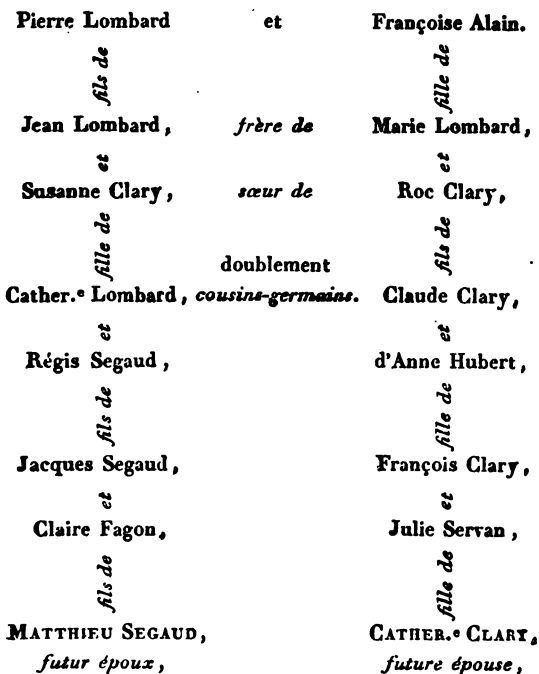 Pierre Lombard et Françoise Alain.
fils de fille de
Jean Lombard, frère de Marie Lombard,
et et
Susanne Clary, sœur de Roc Clary,
fille de fils de
doublement
Cather.e Lombard, cousins-germains. Claude Clary,
et et
Régis Segaud, d'Anne Hubert,
fils de fille de
Jacques Segaud, François Clary,
et et
Claire Fagon, Julie Servan,
fils de fille de
MATTHIEU SEGAUD, CATHER.e CLARY,
futur époux, future épouse,